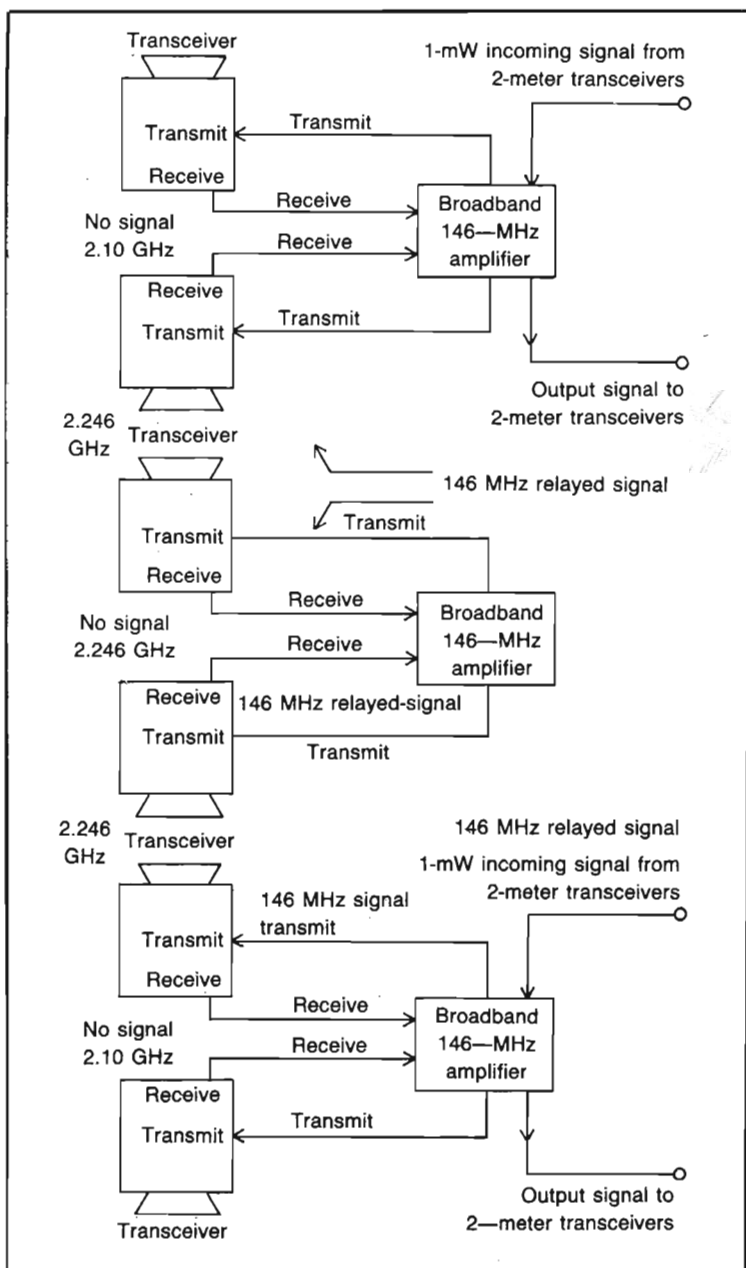 Transceiver
1-mW incoming signal from
2-meter transceivers
Transmit
Transmit
Receive
Receive
Broadband
146—MHz
amplifier
No signal
2.10 GHz
Receive
Receive
Transmit
Transmit
Output signal to
2-meter transceivers
2.246
GHz
Transceiver
146 MHz relayed signal
Transmit
Transmit
Receive
Receive
Broadband
146—MHz
amplifier
No signal
2.246 GHz
Receive
Receive
146 MHz relayed-signal
Transmit
Transmit
2.246
GHz
Transceiver
146 MHz relayed signal
1-mW incoming signal from
2-meter transceivers
146 MHz signal
transmit
Transmit
Receive
Receive
Broadband
146—MHz
amplifier
No signal
2.10 GHz
Receive
Receive
Transmit
Transmit
Output signal to
2—meter transceivers
Transceiver